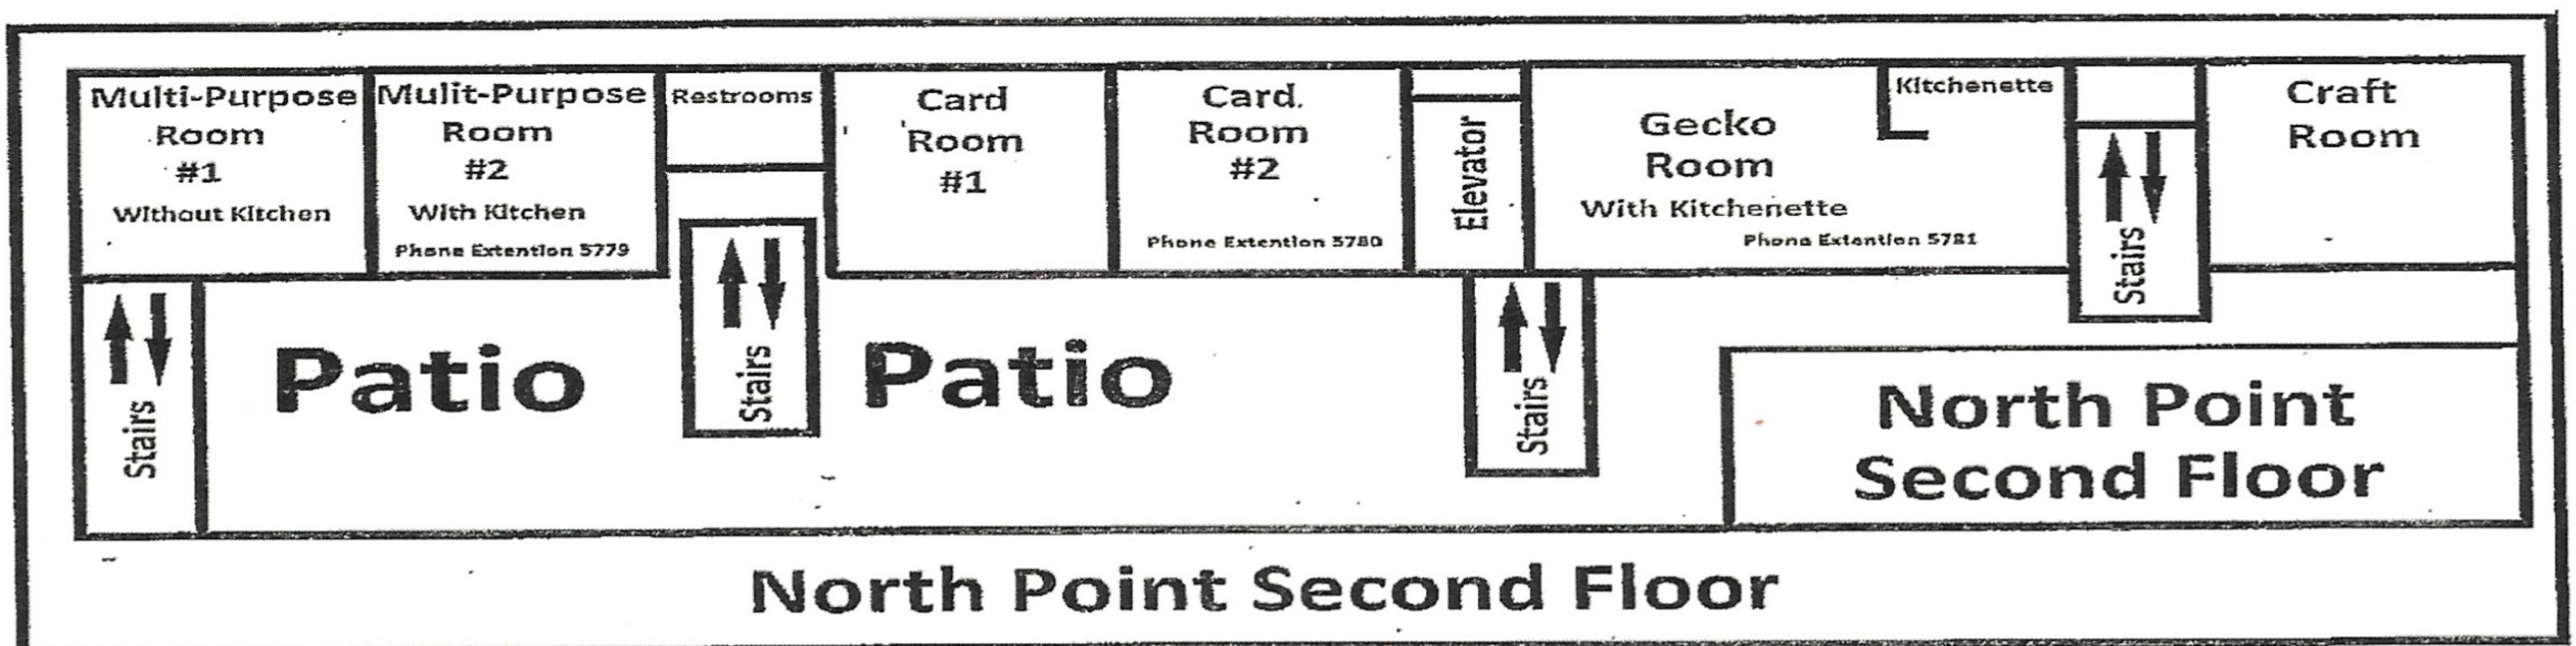 Multi-Purpose
Room
#1
Without Kitchen
Mulit-Purpose
Room
#2
With Kitchen
Phone Extention 5779
Restrooms
Card
Room
#1
Card.
Room
#2
Phone Extention 5780
Elevator
Gecko
Room
With Kitchenette
Phone Extention 5781
Kitchenette
Stairs
Craft
Room
Stairs
Patio
Stairs
Patio
Stairs
North Point
Second Floor
North Point Second Floor